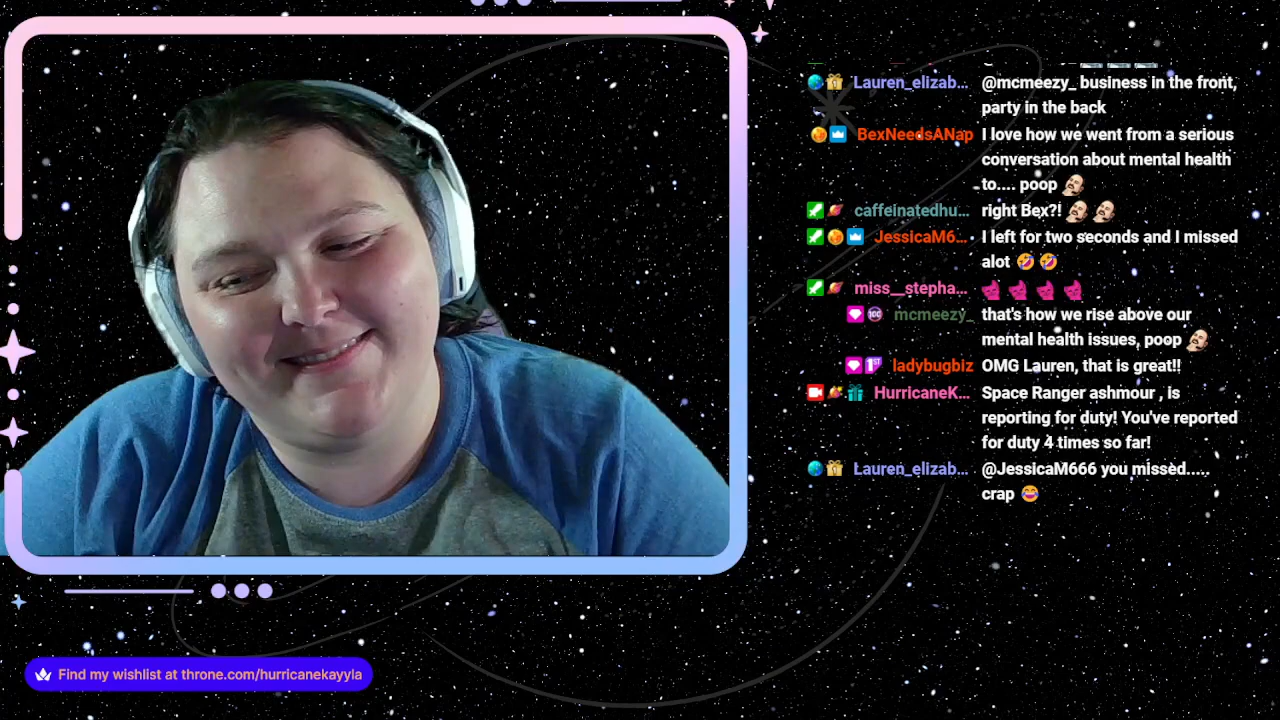 Lauren_elizab... @mcmeezy_ business in the front,
party in the back
BexNeedsANap I love how we went from a serious
conversation about mental health
to.... poop
caffeinatedhu... right Bex?!
JessicaM6... I left for two seconds and I missed
alot
miss__stepha...
mcmeezy_ that's how we rise above our
mental health issues, poop
ladybugbiz OMG Lauren, that is great!!
HurricaneK... Space Ranger ashmour , is
reporting for duty! You've reported
for duty 4 times so far!
Lauren_elizab... @JessicaM666 you missed.....
crap
Find my wishlist at throne.com/hurricanekayyla